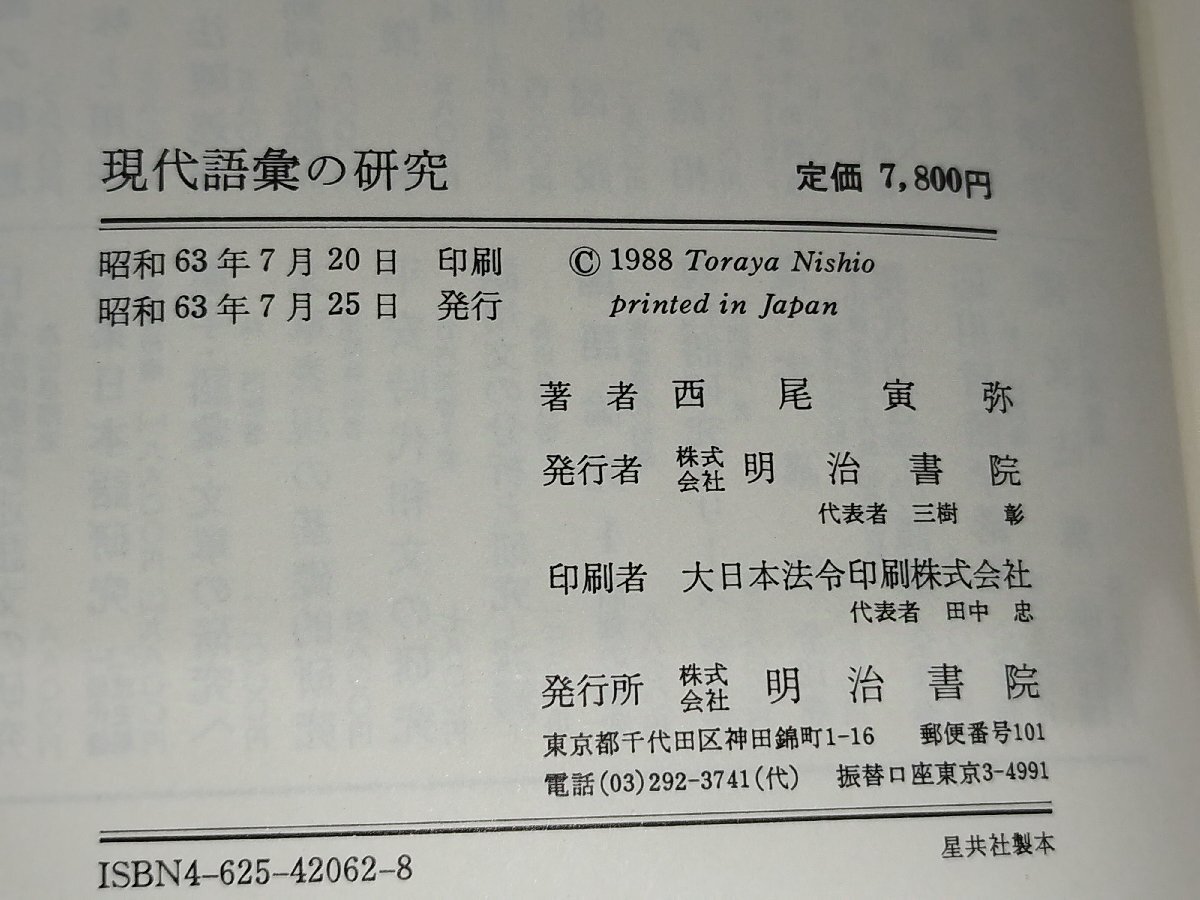 現代語彙の研究 定価 7,800円
昭和 63 年 7 月 20 日 印刷 © 1988 Toraya Nishio
昭和 63 年 7 月 25 日 発行 printed in Japan
著者 西尾寅弥
発行者 株式会社 明治書院
代表者 三樹 彰
印刷者 大日本法令印刷株式会社
代表者 田中 忠
発行所 株式会社 明治書院
東京都千代田区神田錦町1-16 郵便番号101
電話(03)292-3741(代) 振替口座東京3-4991
ISBN4-625-42062-8 星共社製本